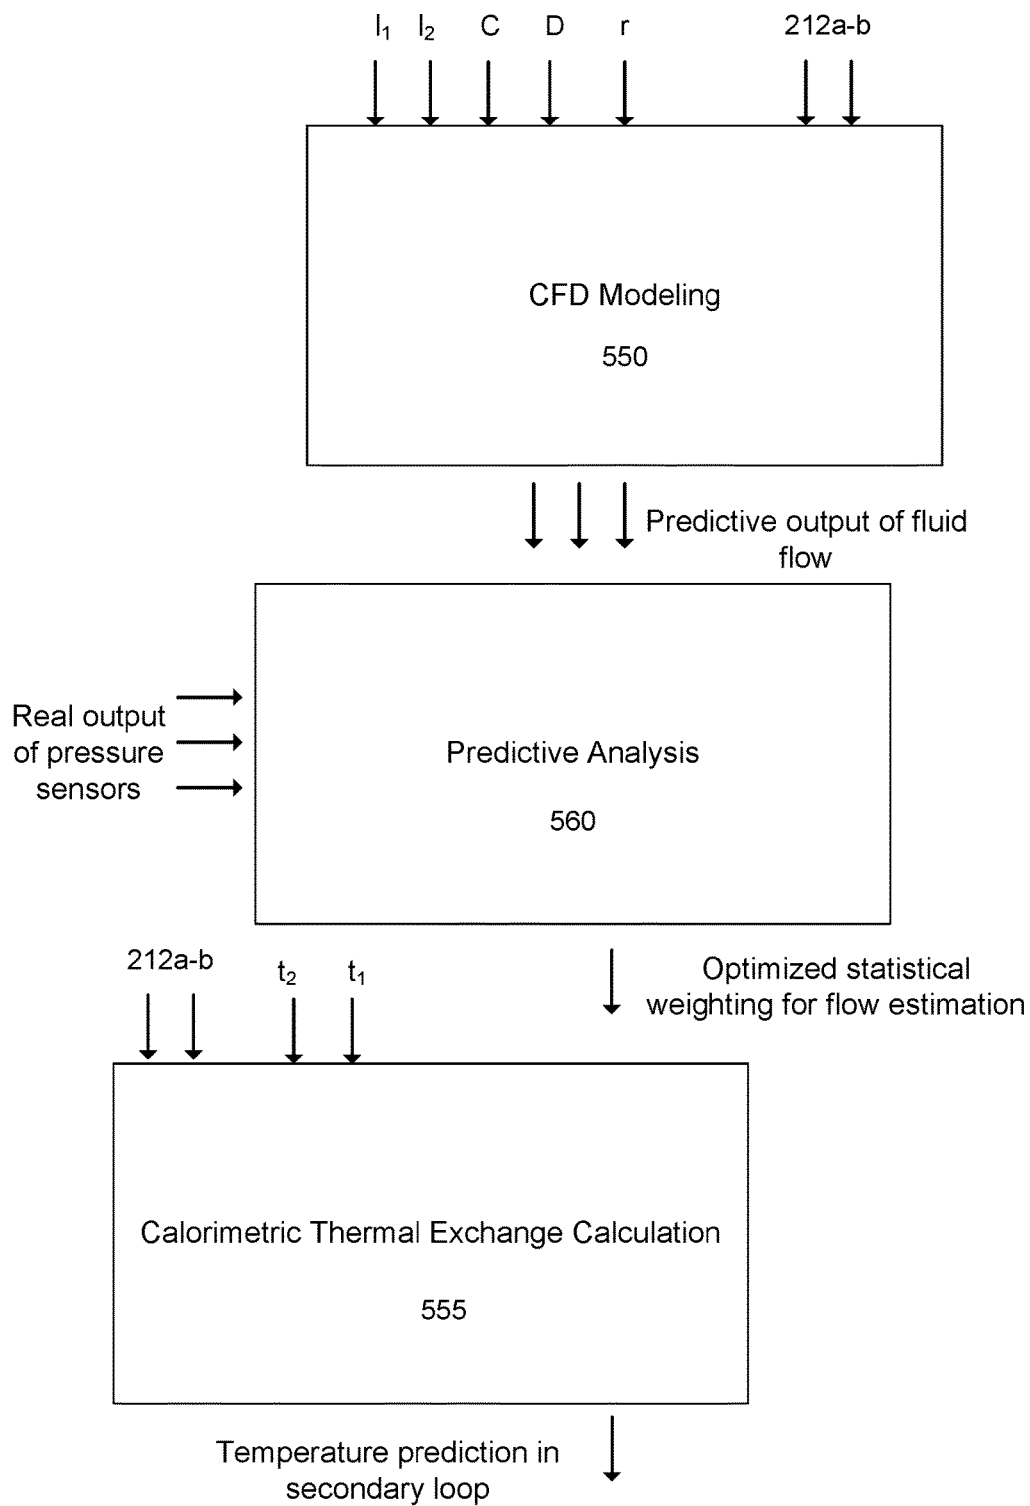 l₁ l₂ C D r 212a-b
CFD Modeling
550
Predictive output of fluid
flow
Real output
of pressure
sensors
Predictive Analysis
560
212a-b t₂ t₁
Optimized statistical
weighting for flow estimation
Calorimetric Thermal Exchange Calculation
555
Temperature prediction in
secondary loop